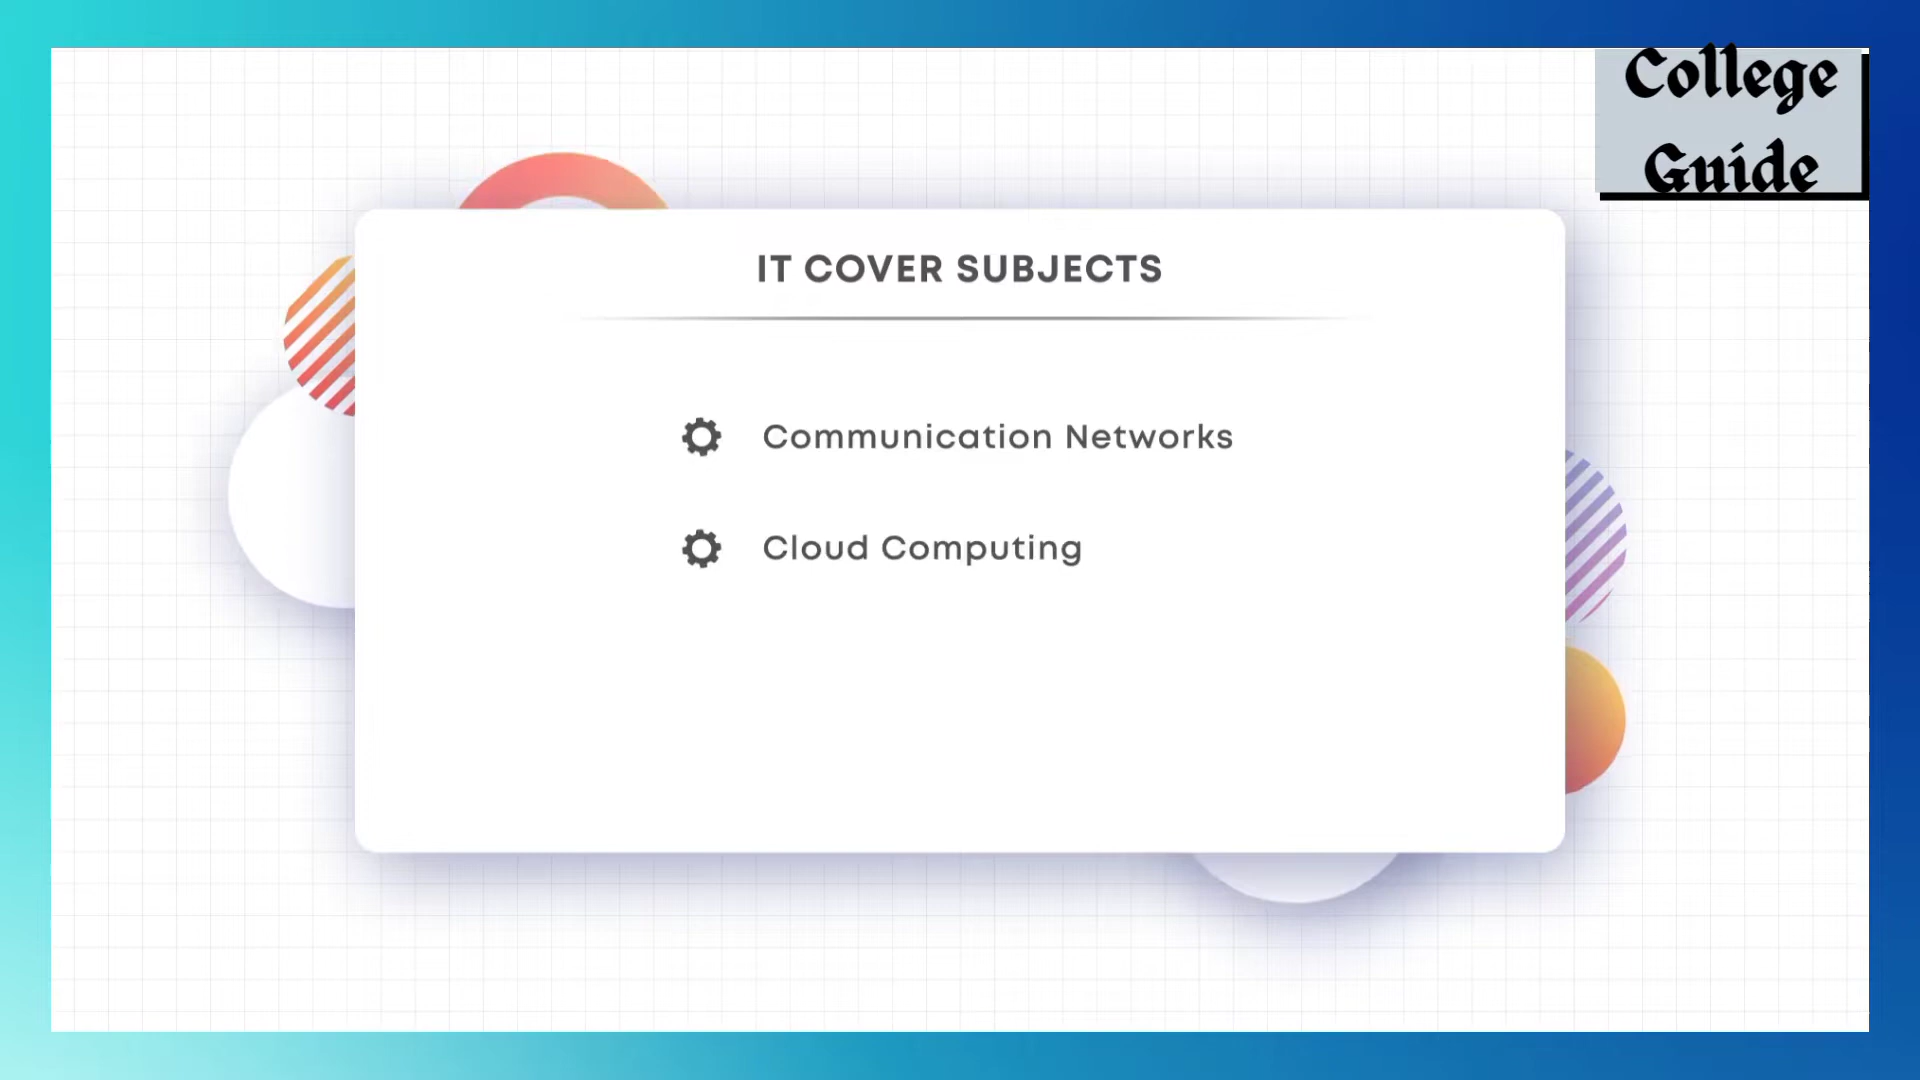 College
Guide
IT COVER SUBJECTS
Communication Networks
Cloud Computing